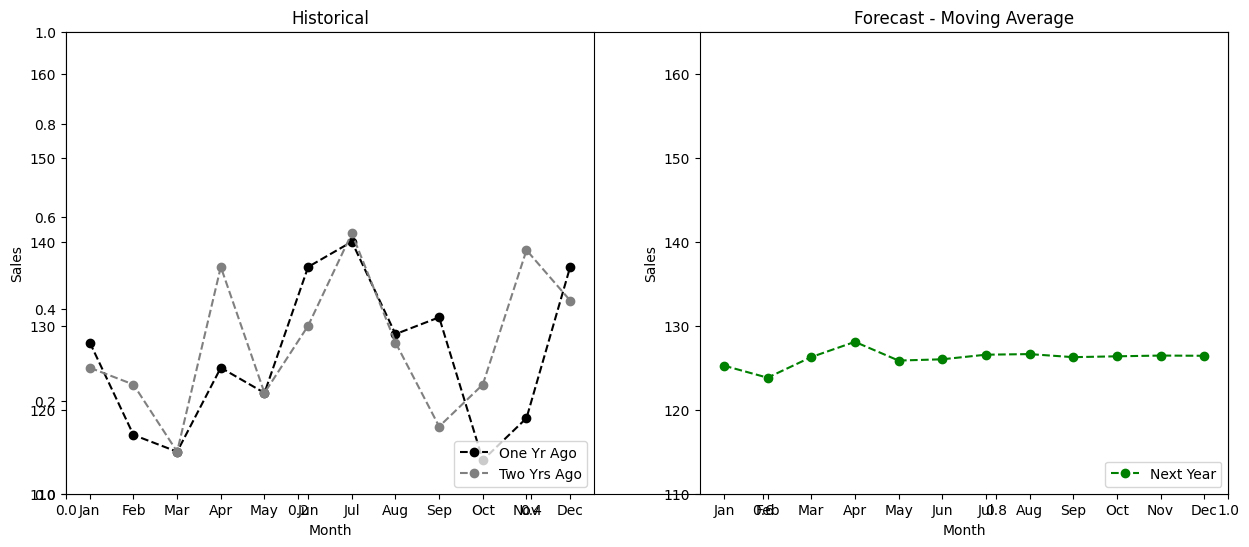 Historical
Forecast - Moving Average
1.0
160
0.8
150
0.6
140
0.4
130
0.2
120
0.0
110
Sales
0.0 Jan Feb Mar Apr May 0.2 Jun Jul Aug Sep Oct Nov 0.4 Dec
Month
One Yr Ago
Two Yrs Ago
160
150
140
130
120
110
Sales
Jan 0.6 Feb Mar Apr May Jun Jul 0.8 Aug Sep Oct Nov Dec 1.0
Month
Next Year